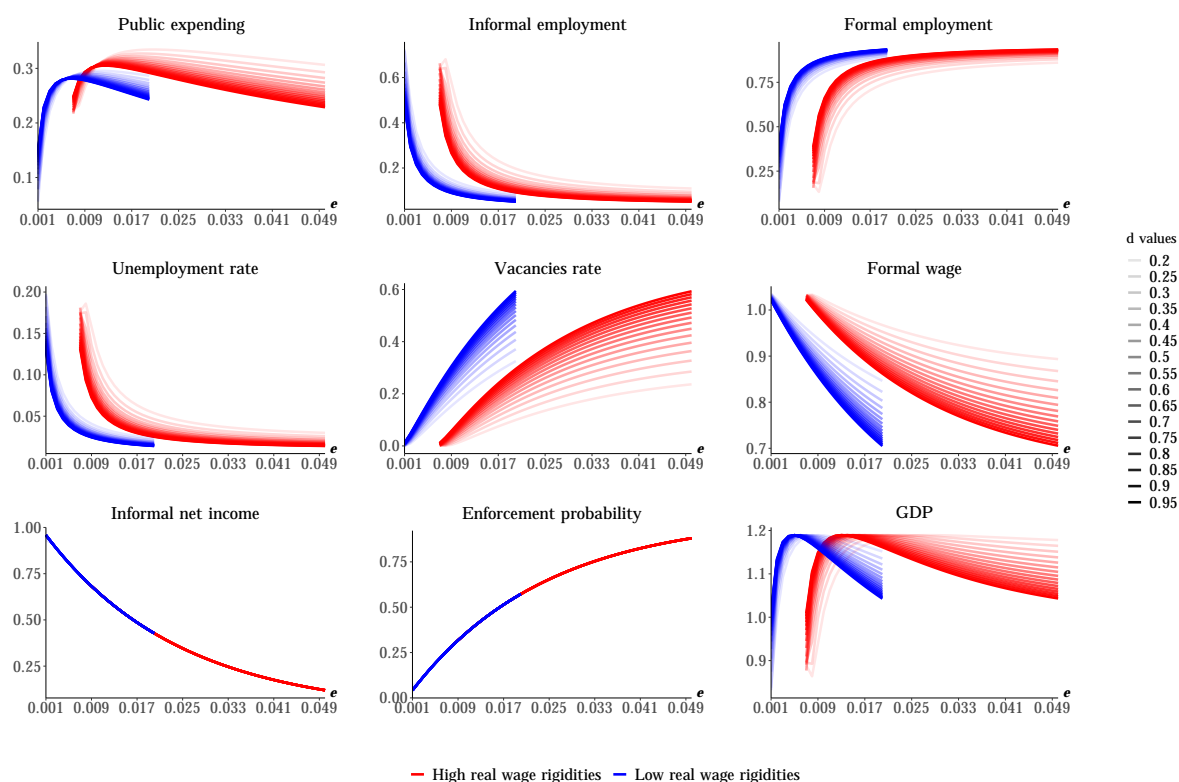 Public expending
Informal employment
Formal employment
0.3
0.2
0.1
0.001 0.009 0.017 0.025 0.033 0.041 0.049
e
0.6
0.4
0.2
0.001 0.009 0.017 0.025 0.033 0.041 0.049
e
0.75
0.50
0.25
0.001 0.009 0.017 0.025 0.033 0.041 0.049
e
Unemployment rate
Vacancies rate
Formal wage
0.20
0.15
0.10
0.05
0.001 0.009 0.017 0.025 0.033 0.041 0.049
e
0.6
0.4
0.2
0.0
0.001 0.009 0.017 0.025 0.033 0.041 0.049
e
1.0
0.9
0.8
0.7
0.001 0.009 0.017 0.025 0.033 0.041 0.049
e
Informal net income
Enforcement probability
GDP
1.00
0.75
0.50
0.25
0.001 0.009 0.017 0.025 0.033 0.041 0.049
e
0.75
0.50
0.25
0.00
0.001 0.009 0.017 0.025 0.033 0.041 0.049
e
1.2
1.1
1.0
0.9
0.001 0.009 0.017 0.025 0.033 0.041 0.049
e
d values
0.2
0.25
0.3
0.35
0.4
0.45
0.5
0.55
0.6
0.65
0.7
0.75
0.8
0.85
0.9
0.95
High real wage rigidities Low real wage rigidities